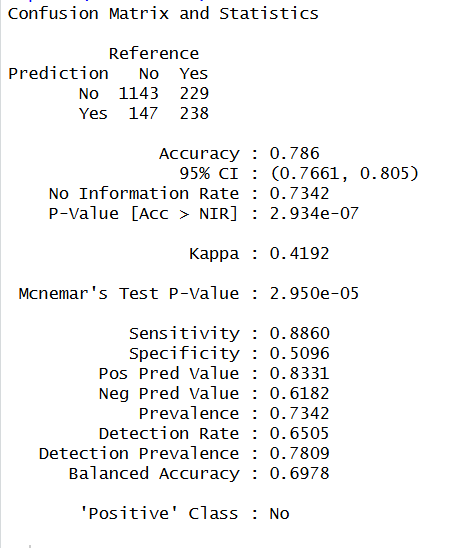 Confusion Matrix and Statistics
Reference
Prediction No Yes
No 1143 229
Yes 147 238
Accuracy : 0.786
95% CI : (0.7661, 0.805)
No Information Rate : 0.7342
P-Value [Acc > NIR] : 2.934e-07
Kappa : 0.4192
Mcnemar's Test P-Value : 2.950e-05
Sensitivity : 0.8860
Specificity : 0.5096
Pos Pred Value : 0.8331
Neg Pred Value : 0.6182
Prevalence : 0.7342
Detection Rate : 0.6505
Detection Prevalence : 0.7809
Balanced Accuracy : 0.6978
'Positive' Class : No